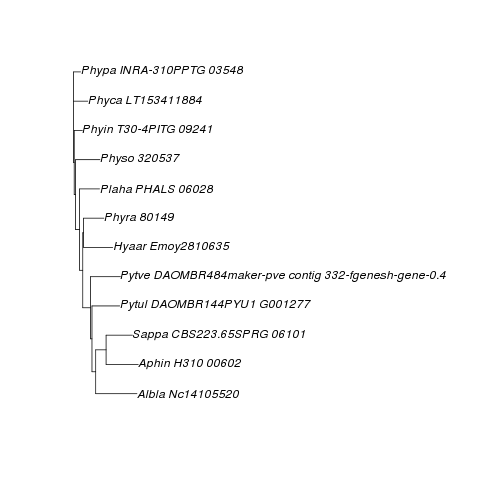 Phypa INRA-310PPTG 03548
Phyca LT153411884
Phyin T30-4PITG 09241
Physo 320537
Plaha PHALS 06028
Phyra 80149
Hyaar Emoy2810635
Pytve DAOMBR484maker-pve contig 332-fgenesh-gene-0.4
Pytul DAOMBR144PYU1 G001277
Sappa CBS223.65SPRG 06101
Aphin H310 00602
Albla Nc14105520